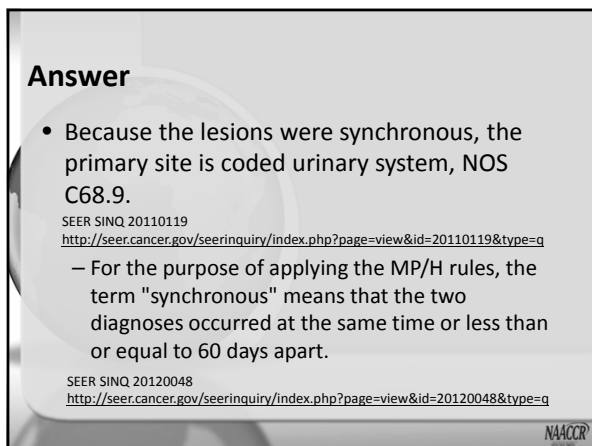 Answer
• Because the lesions were synchronous, the
primary site is coded urinary system, NOS
C68.9.
SEER SINQ 20110119
http://seer.cancer.gov/seerinquiry/index.php?page=view&id=20110119&type=q
– For the purpose of applying the MP/H rules, the
term "synchronous" means that the two
diagnoses occurred at the same time or less than
or equal to 60 days apart.
SEER SINQ 20120048
http://seer.cancer.gov/seerinquiry/index.php?page=view&id=20120048&type=q
NAACCR